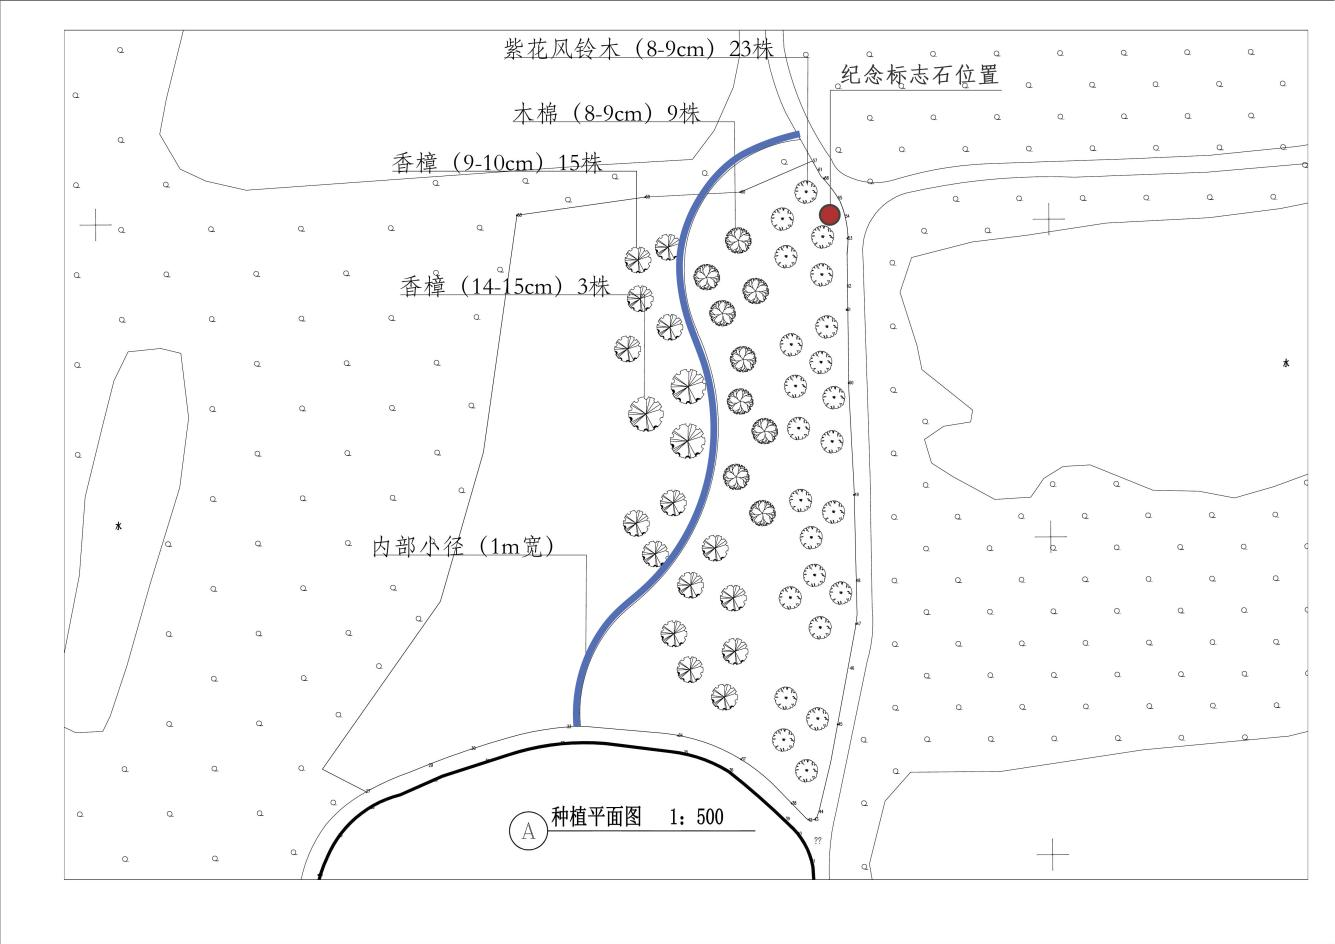 紫花风铃木（8-9cm）23株
纪念标志石位置
木棉（8-9cm）9株
香樟（9-10cm）15株
香樟（14-15cm）3株
水
水
内部小径（1m宽）
A 种植平面图 1：500
??